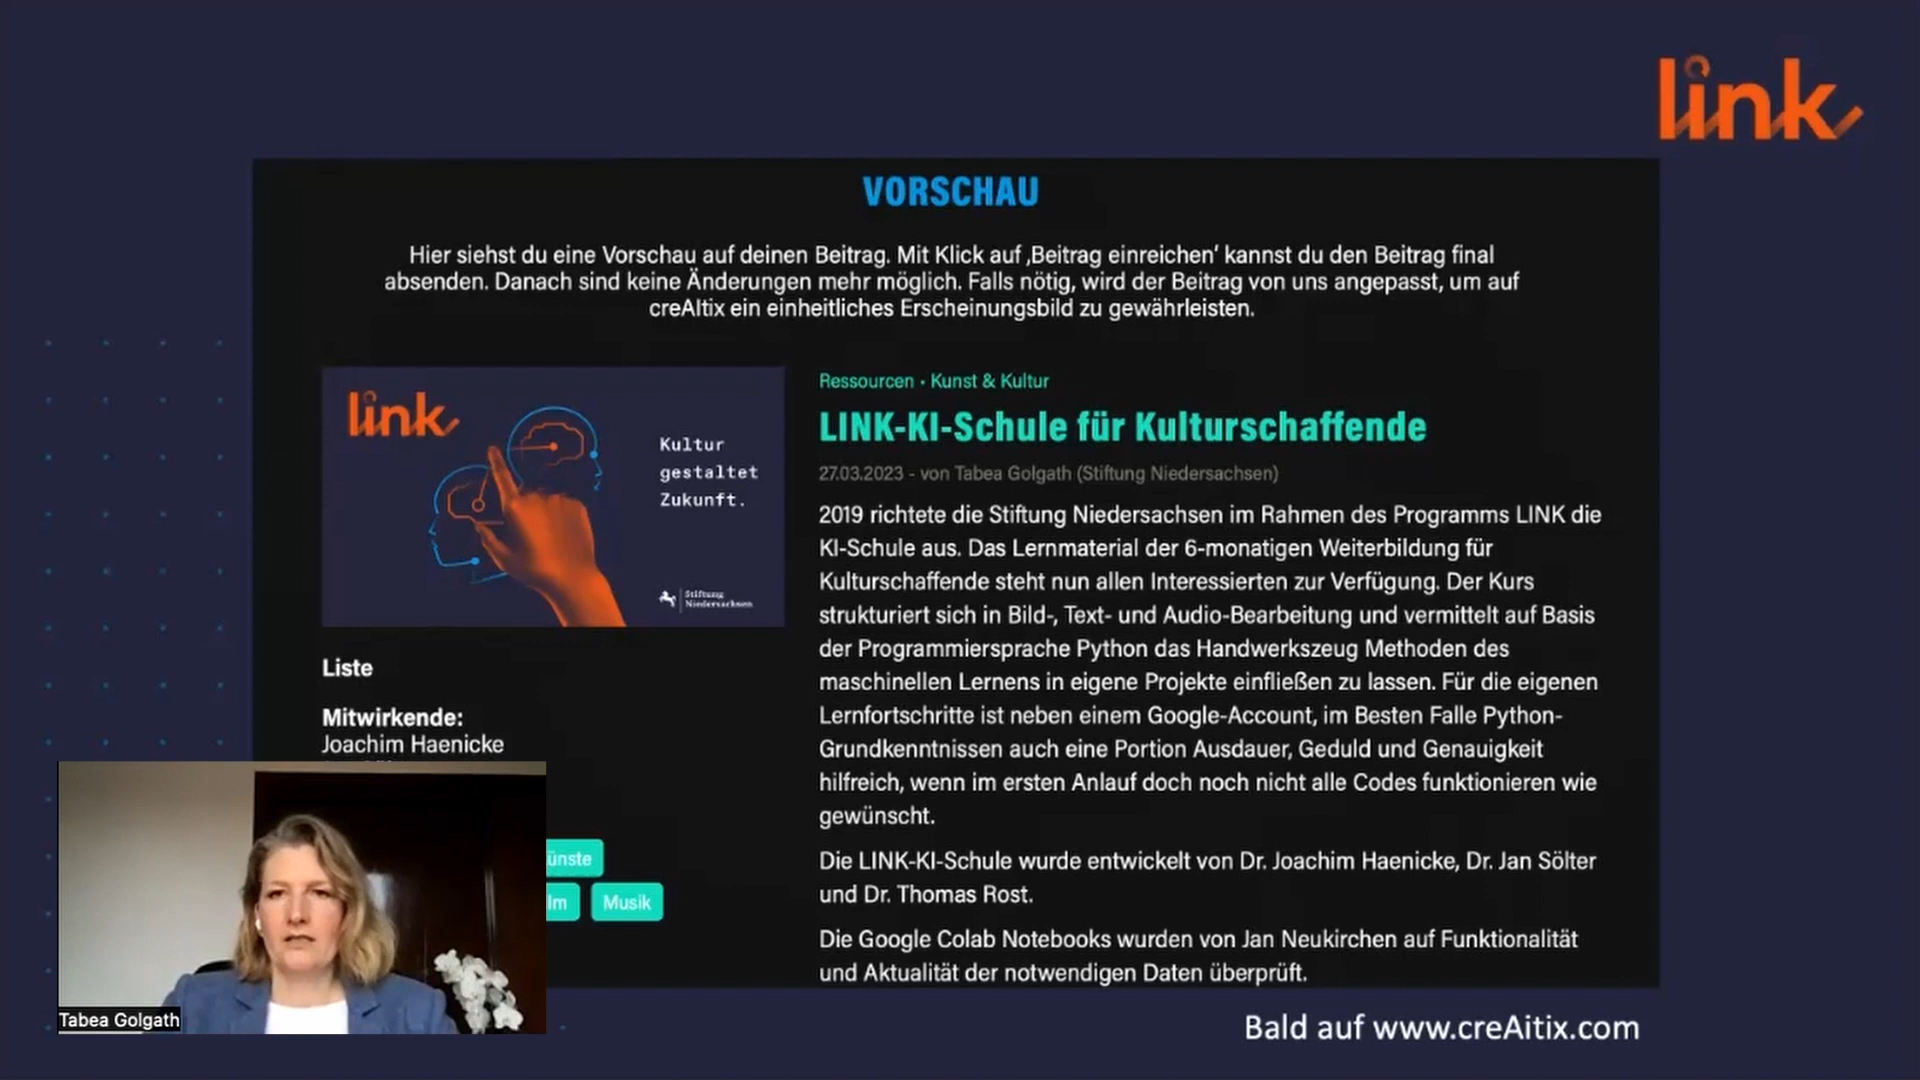 link
VORSCHAU
Hier siehst du eine Vorschau auf deinen Beitrag. Mit Klick auf ‚Beitrag einreichen‘ kannst du den Beitrag final
absenden. Danach sind keine Änderungen mehr möglich. Falls nötig, wird der Beitrag von uns angepasst, um auf
creAItix ein einheitliches Erscheinungsbild zu gewährleisten.
link
Kultur
gestaltet
Zukunft.
Stiftung
Niedersachsen
Liste
Mitwirkende:
Joachim Haenicke
ünste
lm
Musik
Ressourcen • Kunst & Kultur
LINK-KI-Schule für Kulturschaffende
27.03.2023 - von Tabea Golgath (Stiftung Niedersachsen)
2019 richtete die Stiftung Niedersachsen im Rahmen des Programms LINK die
KI-Schule aus. Das Lernmaterial der 6-monatigen Weiterbildung für
Kulturschaffende steht nun allen Interessierten zur Verfügung. Der Kurs
strukturiert sich in Bild-, Text- und Audio-Bearbeitung und vermittelt auf Basis
der Programmiersprache Python das Handwerkszeug Methoden des
maschinellen Lernens in eigene Projekte einfließen zu lassen. Für die eigenen
Lernfortschritte ist neben einem Google-Account, im Besten Falle Python-
Grundkenntnissen auch eine Portion Ausdauer, Geduld und Genauigkeit
hilfreich, wenn im ersten Anlauf doch noch nicht alle Codes funktionieren wie
gewünscht.
Die LINK-KI-Schule wurde entwickelt von Dr. Joachim Haenicke, Dr. Jan Sölter
und Dr. Thomas Rost.
Die Google Colab Notebooks wurden von Jan Neukirchen auf Funktionalität
und Aktualität der notwendigen Daten überprüft.
Tabea Golgath
Bald auf www.creAitix.com